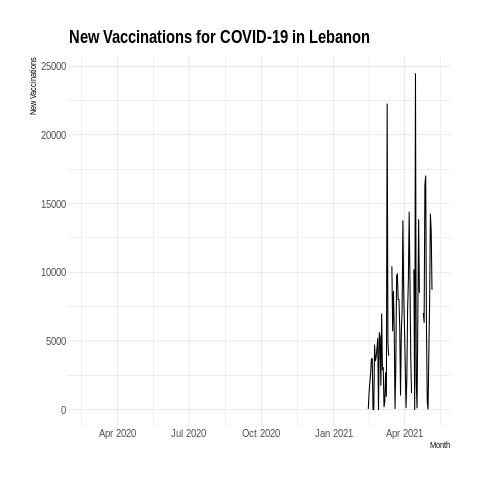 New Vaccinations for COVID-19 in Lebanon
New Vaccinations
25000
20000
15000
10000
5000
0
Apr 2020 Jul 2020 Oct 2020 Jan 2021 Apr 2021
Month